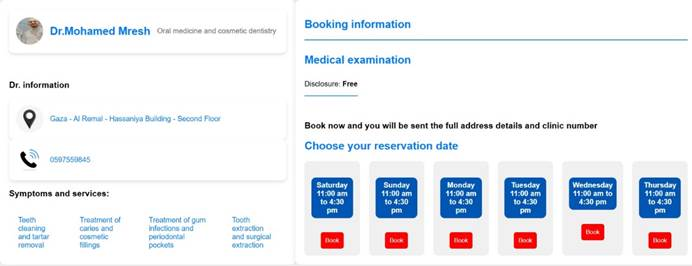 Dr.Mohamed Mresh
Oral medicine and cosmetic dentistry
Dr. information
Gaza - Al Remal - Hassaniya Building - Second Floor
0597559845
Symptoms and services:
Teeth
cleaning
and tartar
removal
Treatment of
caries and
cosmetic
fillings
Treatment of gum
infections and
periodontal
pockets
Tooth
extraction
and surgical
extraction
Booking information
Medical examination
Disclosure: Free
Book now and you will be sent the full address details and clinic number
Choose your reservation date
Saturday
11:00 am
to 4:30
pm
Book
Sunday
11:00 am
to 4:30
pm
Book
Monday
11:00 am
to 4:30
pm
Book
Tuesday
11:00 am
to 4:30
pm
Book
Wednesday
11:00 am to
4:30 pm
Book
Thursday
11:00 am
to 4:30
pm
Book